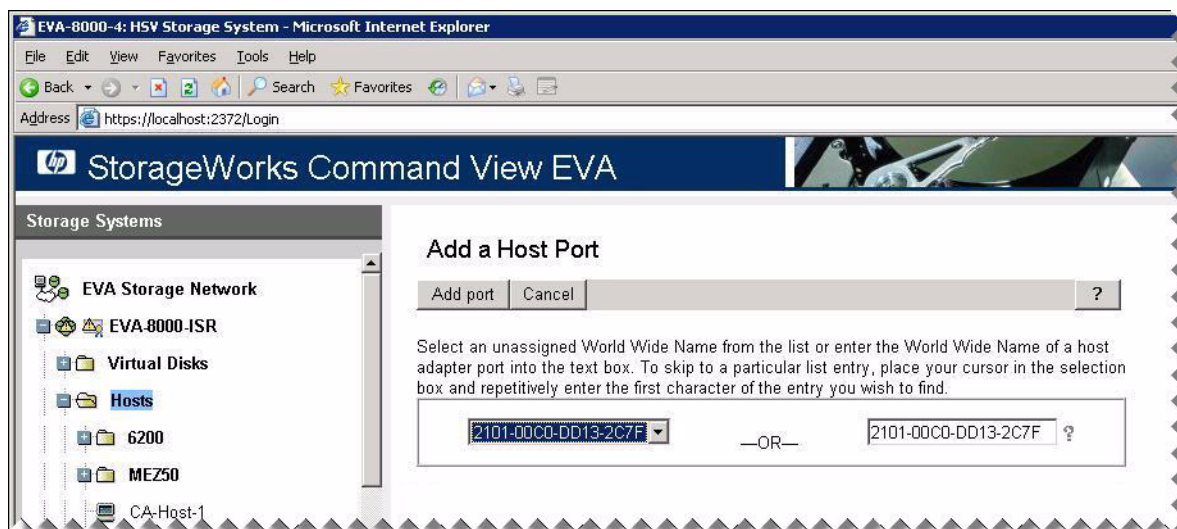 EVA-8000-4: HSV Storage System - Microsoft Internet Explorer
File Edit View Favorites Tools Help
Back Search Favorites
Address https://localhost:2372/Login
hp StorageWorks Command View EVA
Storage Systems
EVA Storage Network
EVA-8000-ISR
Virtual Disks
Hosts
6200
MEZ50
CA-Host-1
Add a Host Port
Add port Cancel ?
Select an unassigned World Wide Name from the list or enter the World Wide Name of a host
adapter port into the text box. To skip to a particular list entry, place your cursor in the selection
box and repetitively enter the first character of the entry you wish to find.
2101-00C0-DD13-2C7F —OR— 2101-00C0-DD13-2C7F ?